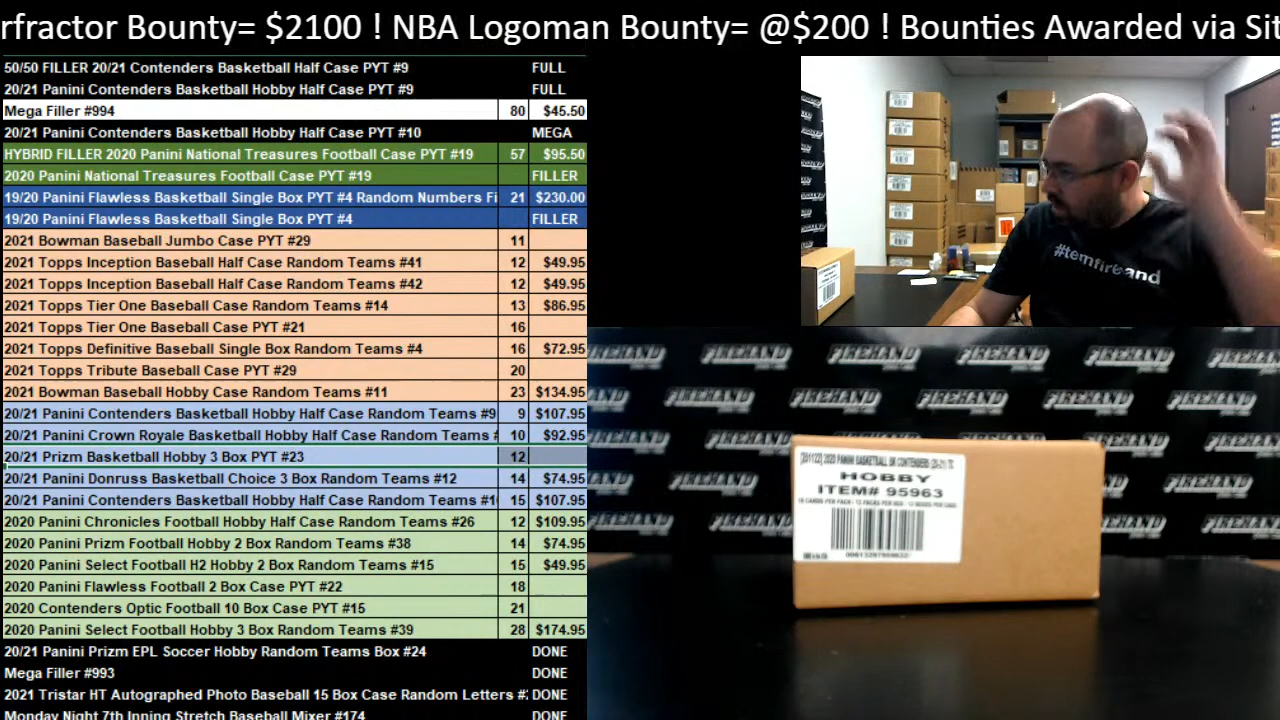 rfractor Bounty= $2100 ! NBA Logoman Bounty= @$200 ! Bounties Awarded via Sit
50/50 FILLER 20/21 Contenders Basketball Half Case PYT #9 FULL
20/21 Panini Contenders Basketball Hobby Half Case PYT #9 FULL
Mega Filler #994 80 $45.50
20/21 Panini Contenders Basketball Hobby Half Case PYT #10 MEGA
HYBRID FILLER 2020 Panini National Treasures Football Case PYT #19 57 $95.50
2020 Panini National Treasures Football Case PYT #19 FILLER
19/20 Panini Flawless Basketball Single Box PYT #4 Random Numbers Fi 21 $230.00
19/20 Panini Flawless Basketball Single Box PYT #4 FILLER
2021 Bowman Baseball Jumbo Case PYT #29 11
2021 Topps Inception Baseball Half Case Random Teams #41 12 $49.95
2021 Topps Inception Baseball Half Case Random Teams #42 12 $49.95
2021 Topps Tier One Baseball Case Random Teams #14 13 $86.95
2021 Topps Tier One Baseball Case PYT #21 16
2021 Topps Definitive Baseball Single Box Random Teams #4 16 $72.95
2021 Topps Tribute Baseball Case PYT #29 20
2021 Bowman Baseball Hobby Case Random Teams #11 23 $134.95
20/21 Panini Contenders Basketball Hobby Half Case Random Teams #9 9 $107.95
20/21 Panini Crown Royale Basketball Hobby Half Case Random Teams # 10 $92.95
20/21 Prizm Basketball Hobby 3 Box PYT #23 12
20/21 Panini Donruss Basketball Choice 3 Box Random Teams #12 14 $74.95
20/21 Panini Contenders Basketball Hobby Half Case Random Teams #10 15 $107.95
2020 Panini Chronicles Football Hobby Half Case Random Teams #26 12 $109.95
2020 Panini Prizm Football Hobby 2 Box Random Teams #38 14 $74.95
2020 Panini Select Football H2 Hobby 2 Box Random Teams #15 15 $49.95
2020 Panini Flawless Football 2 Box Case PYT #22 18
2020 Contenders Optic Football 10 Box Case PYT #15 21
2020 Panini Select Football Hobby 3 Box Random Teams #39 28 $174.95
20/21 Panini Prizm EPL Soccer Hobby Random Teams Box #24 DONE
Mega Filler #993 DONE
2021 Tristar HT Autographed Photo Baseball 15 Box Case Random Letters #2 DONE
Monday Night 7th Inning Stretch Baseball Mixer #174 DONE
#temfirehand
FIREHAND
2020 PANINI BASKETBALL
HOBBY
ITEM# 95963